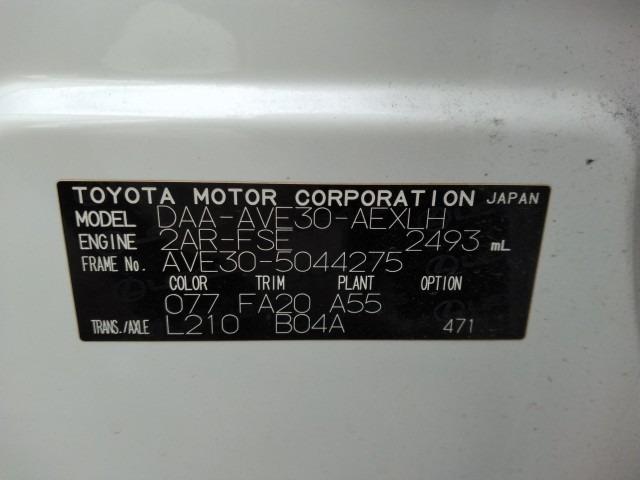 TOYOTA MOTOR CORPORATION JAPAN
MODEL DAA-AVE30-AEXLH
ENGINE 2AR-FSE 2493 mL
FRAME No. AVE30-5044275
COLOR TRIM PLANT OPTION
077 FA20 A55
TRANS./AXLE L210 B04A 471